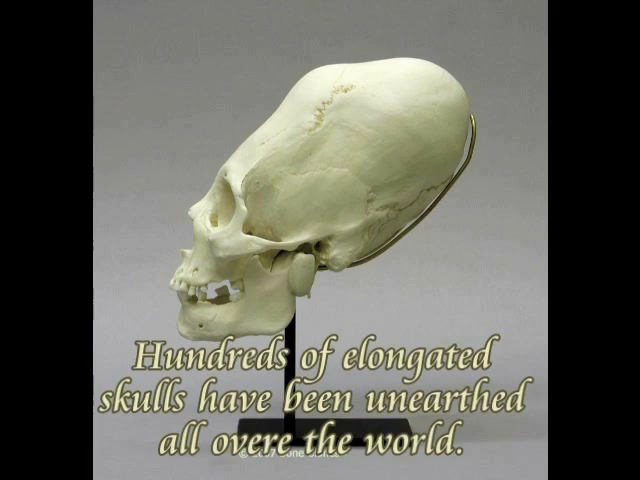 Hundreds of elongated
skulls have been unearthed
all overe the world.